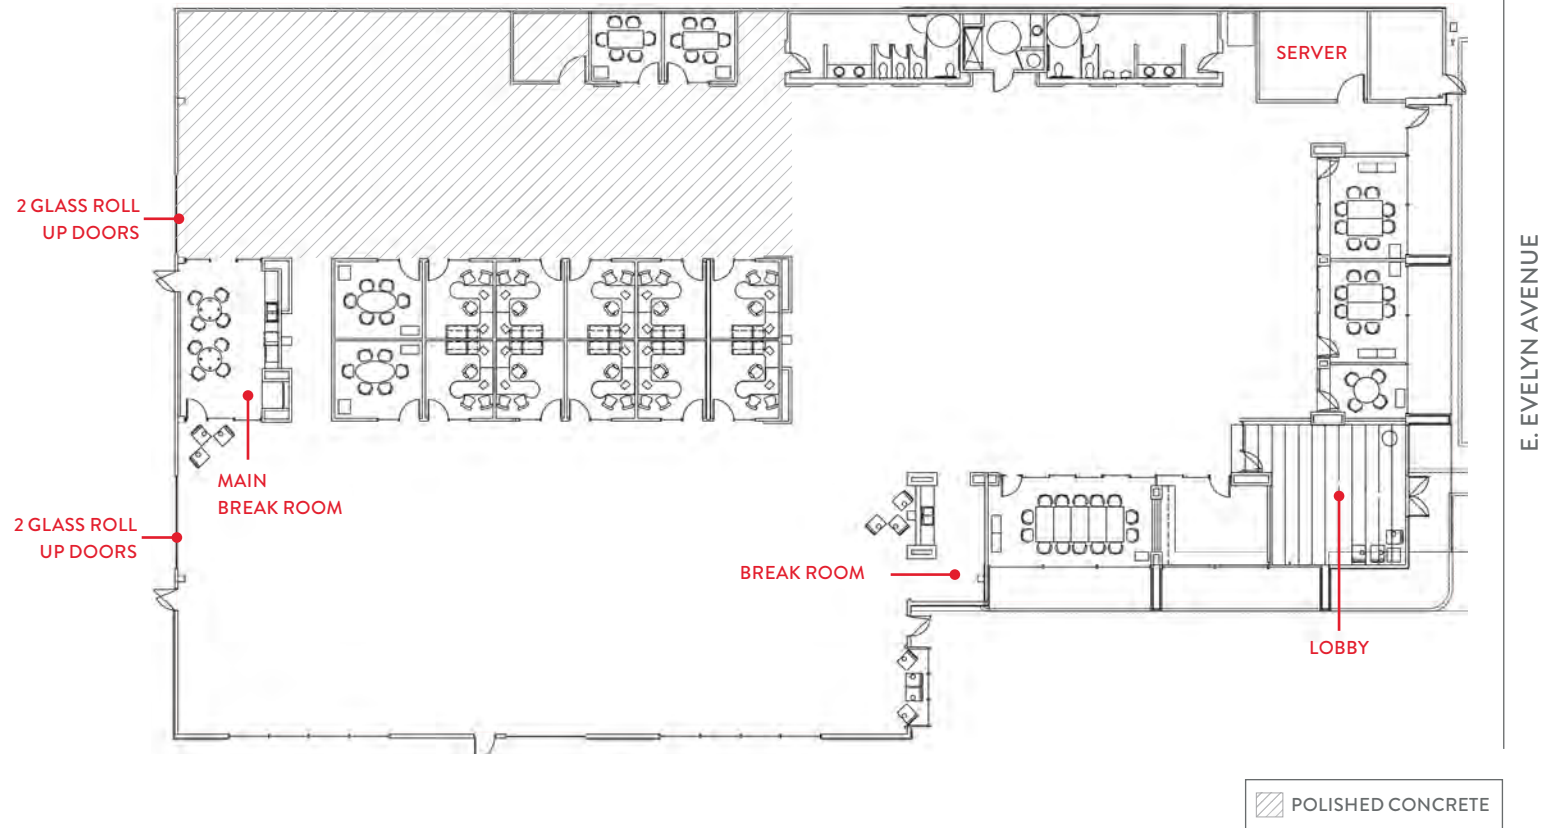 SERVER
2 GLASS ROLL
UP DOORS
E. EVELYN AVENUE
MAIN
BREAK ROOM
2 GLASS ROLL
UP DOORS
BREAK ROOM
LOBBY
POLISHED CONCRETE